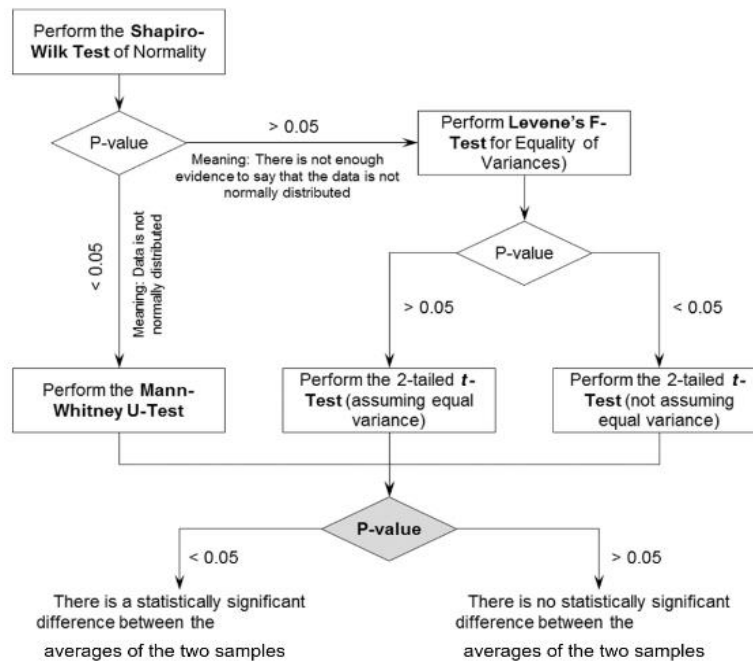 Perform the Shapiro-
Wilk Test of Normality
P-value
> 0.05
Meaning: There is not enough
evidence to say that the data is not
normally distributed
Perform Levene's F-
Test for Equality of
Variances)
< 0.05
Meaning: Data is not
normally distributed
P-value
> 0.05
< 0.05
Perform the Mann-
Whitney U-Test
Perform the 2-tailed t-
Test (assuming equal
variance)
Perform the 2-tailed t-
Test (not assuming
equal variance)
P-value
< 0.05
> 0.05
There is a statistically significant
difference between the
averages of the two samples
There is no statistically significant
difference between the
averages of the two samples